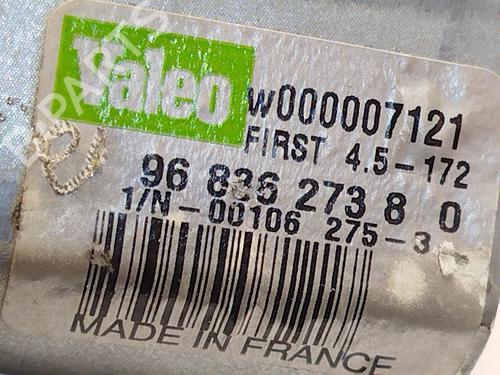 Valeo
W000007121
FIRST 4.5-172
96 836 273 8 0
1/N-00106 275-3
MADE IN FRANCE